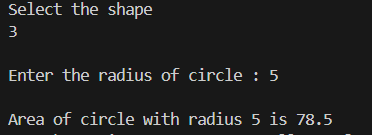 Select the shape
3
Enter the radius of circle : 5
Area of circle with radius 5 is 78.5